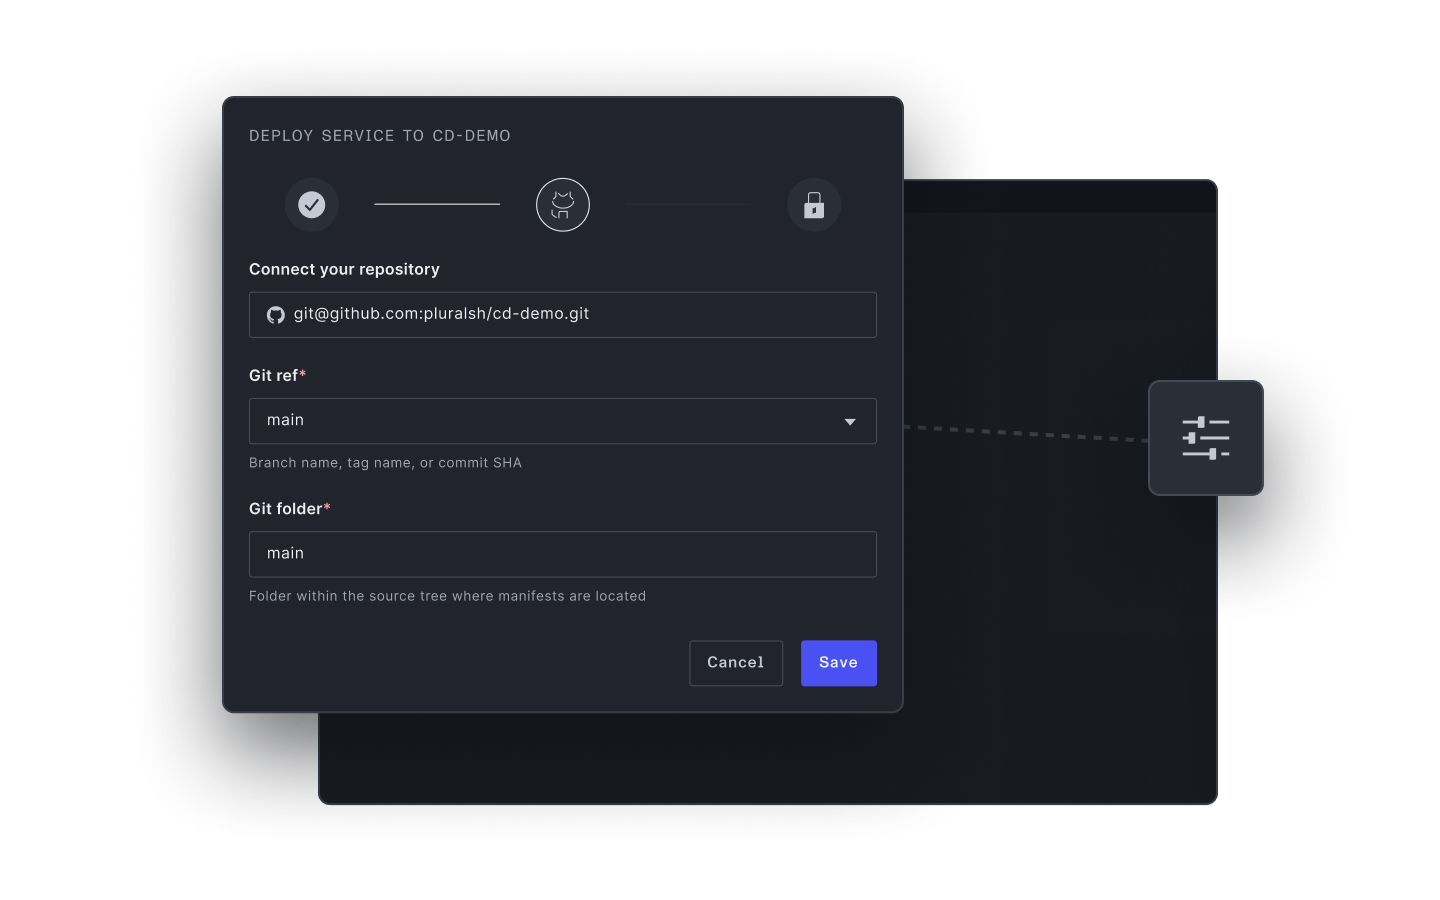 DEPLOY SERVICE TO CD-DEMO
Connect your repository
git@github.com:pluralsh/cd-demo.git
Git ref*
main
Branch name, tag name, or commit SHA
Git folder*
main
Folder within the source tree where manifests are located
Cancel
Save